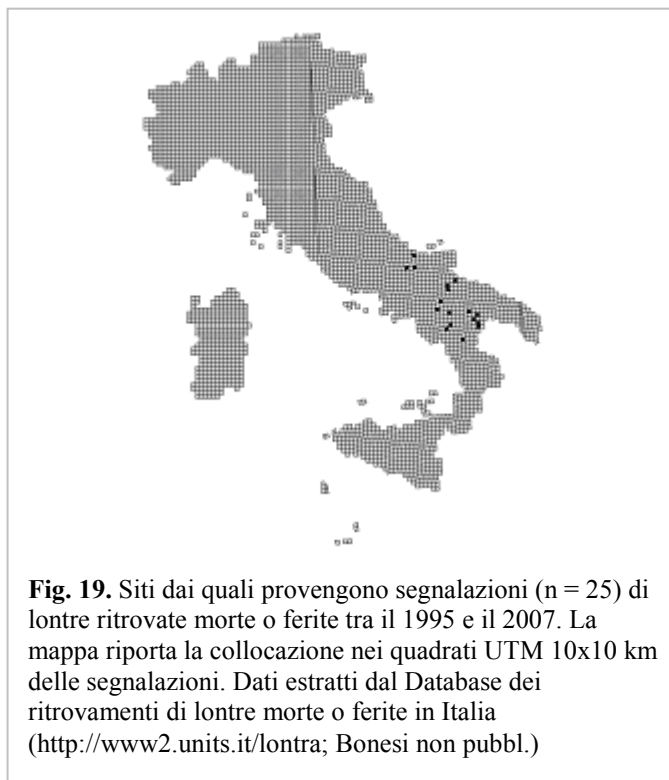 Fig. 19. Siti dai quali provengono segnalazioni (n = 25) di
lontre ritrovate morte o ferite tra il 1995 e il 2007. La
mappa riporta la collocazione nei quadrati UTM 10x10 km
delle segnalazioni. Dati estratti dal Database dei
ritrovamenti di lontre morte o ferite in Italia
(http://www2.units.it/lontra; Bonesi non pubbl.)